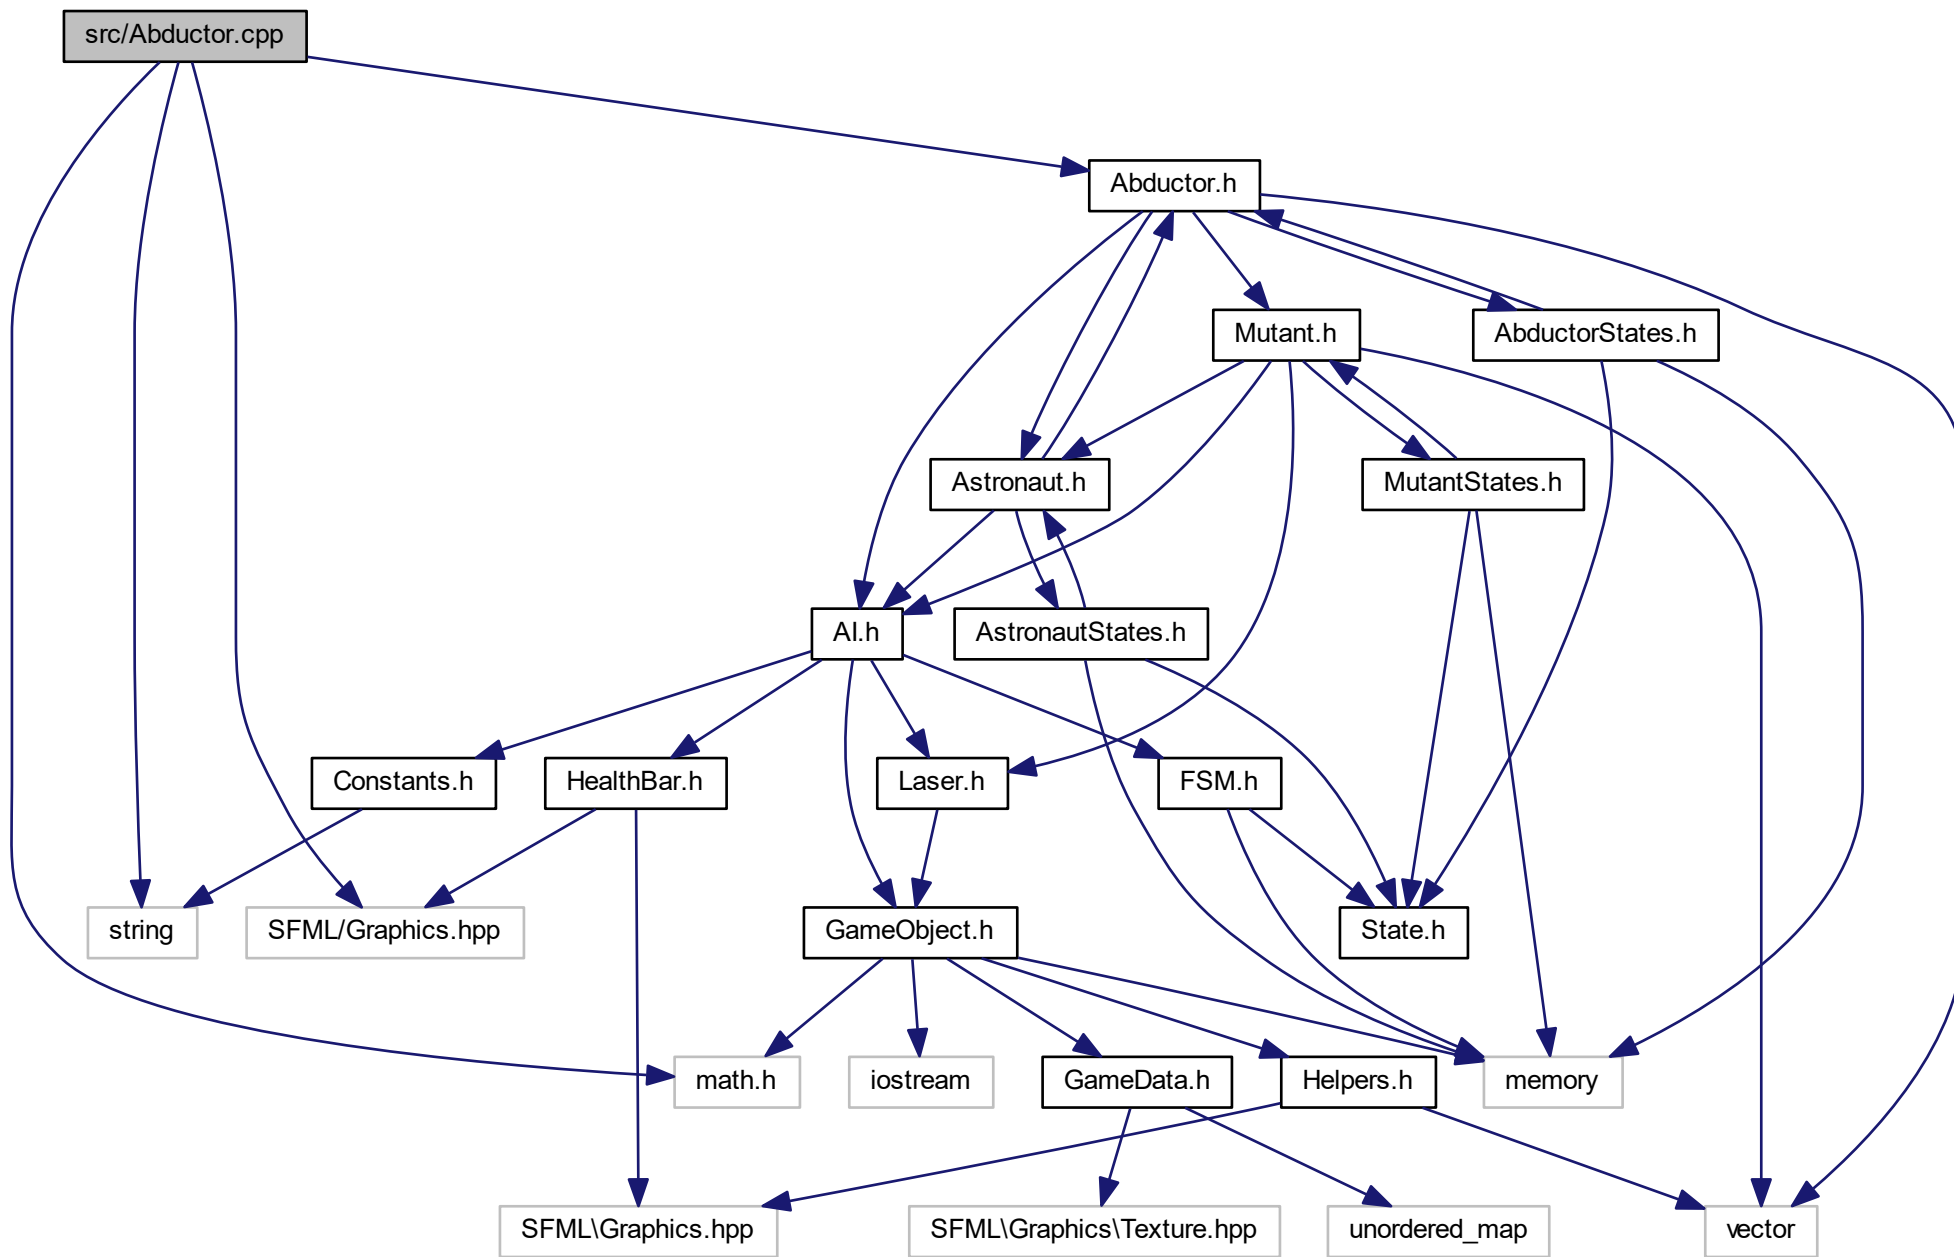 src/Abductor.cpp
Abductor.h
Mutant.h
AbductorStates.h
Astronaut.h
MutantStates.h
AI.h
AstronautStates.h
Constants.h
HealthBar.h
Laser.h
FSM.h
string
SFML/Graphics.hpp
GameObject.h
State.h
math.h
iostream
GameData.h
Helpers.h
memory
SFML\Graphics.hpp
SFML\Graphics\Texture.hpp
unordered_map
vector